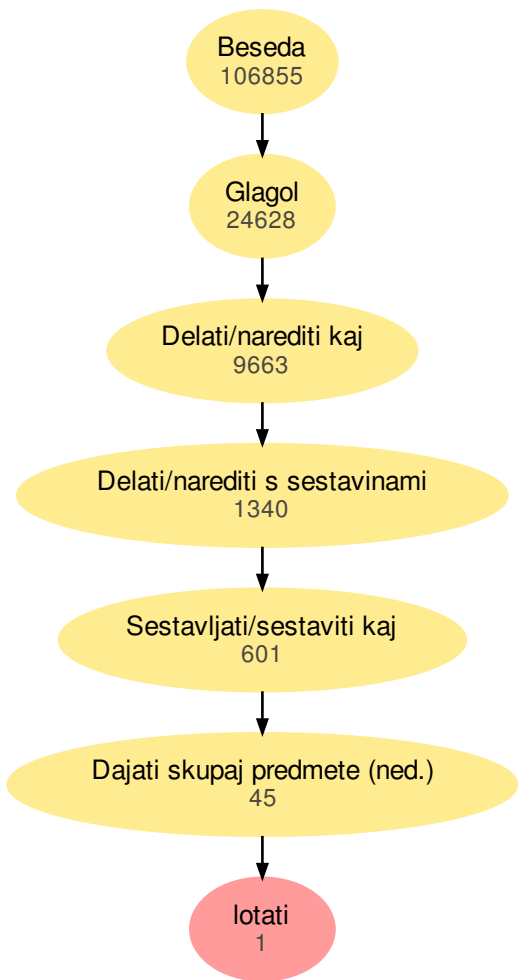 Beseda
106855
Glagol
24628
Delati/narediti kaj
9663
Delati/narediti s sestavinami
1340
Sestavljati/sestaviti kaj
601
Dajati skupaj predmete (ned.)
45
lotati
1